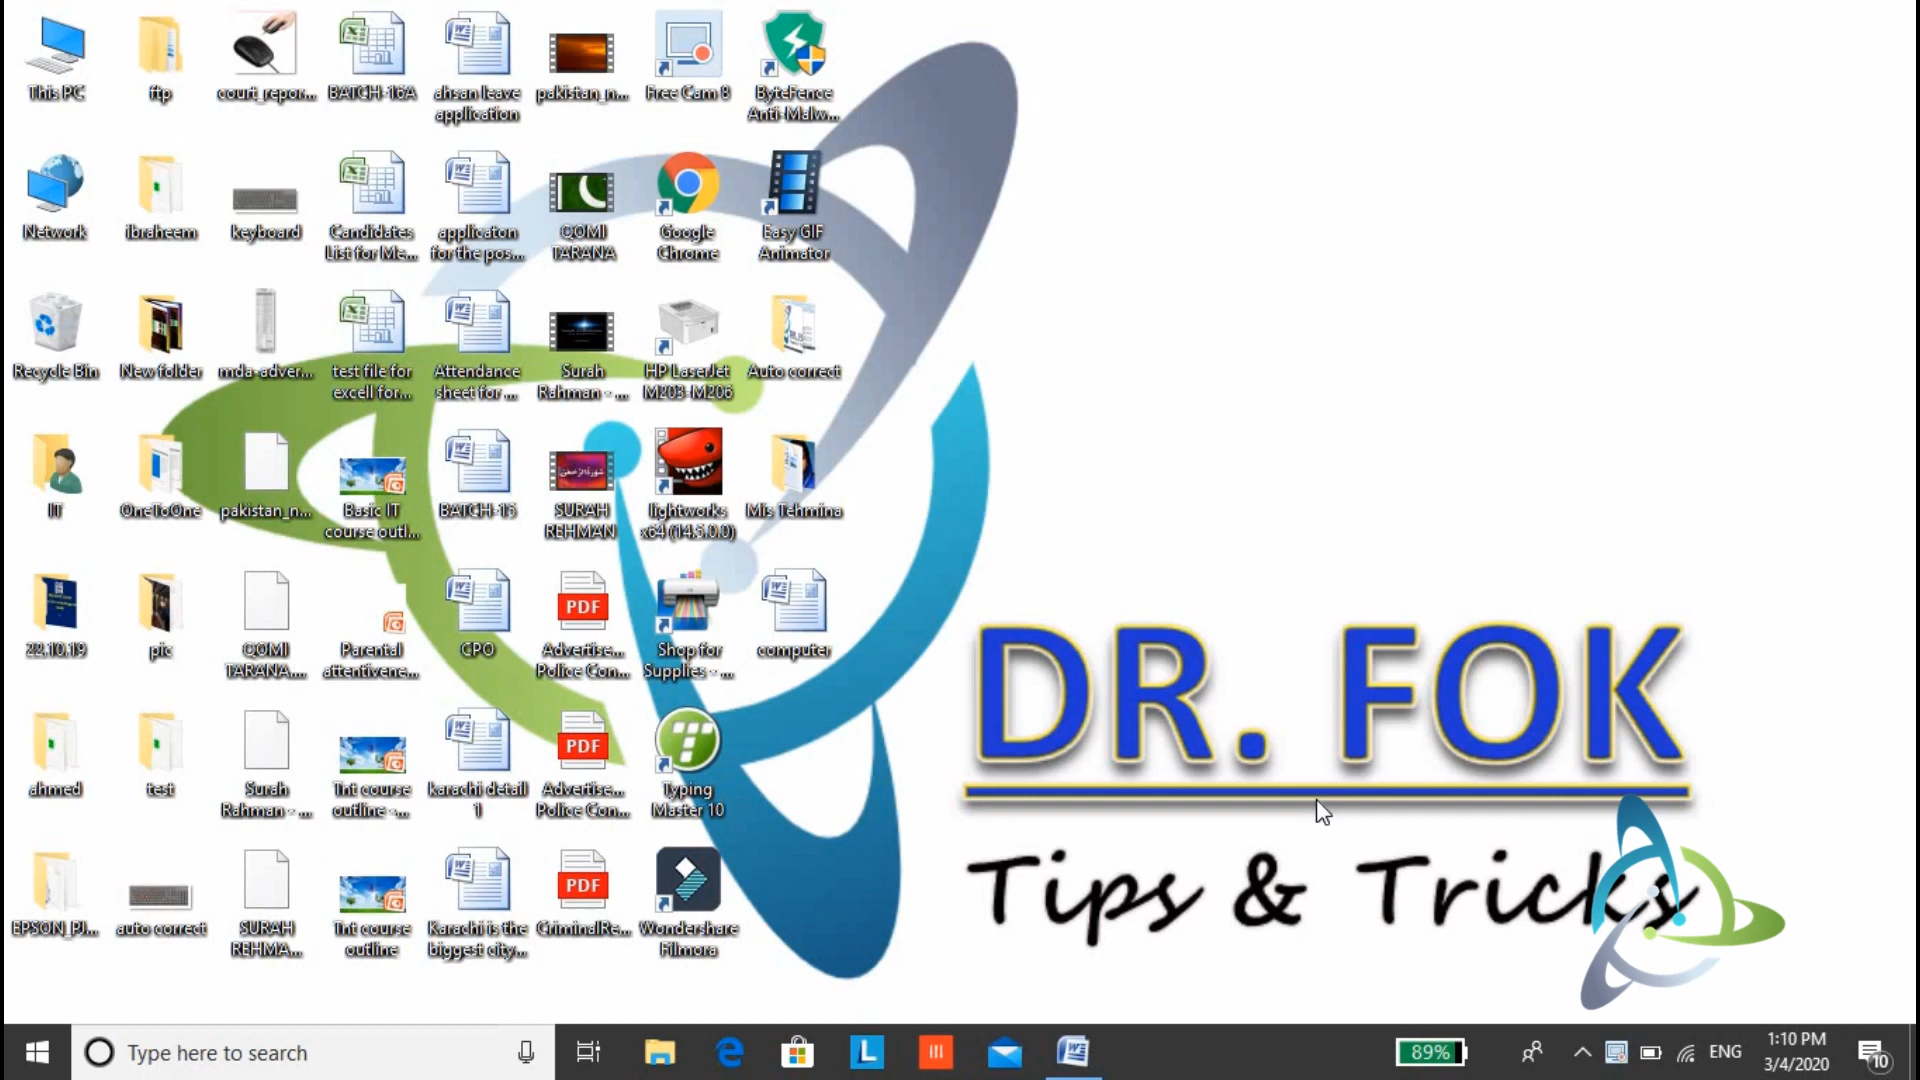 This PC
ftp
court_repor...
BATCH-16A
ahsan leave
application
pakistan_n...
Free Cam 8
ByteFence
Anti-Malw...
Network
ibraheem
keyboard
Candidates
List for Me...
applicaton
for the pos...
QOMI
TARANA
Google
Chrome
Easy GIF
Animator
Recycle Bin
New folder
mda-adver...
test file for
excell for...
Attendance
sheet for ...
Surah
Rahman - ...
HP LaserJet
M203-M206
Auto correct
IT
OneToOne
pakistan_n...
Basic IT
course outl...
BATCH-15
SURAH
REHMAN
lightworks
x64 (14.5.0.0)
Mis Tehmina
22.10.19
pic
QOMI
TARANA....
Parental
attentivene...
CPO
PDF
Advertise...
Police Con...
Shop for
Supplies - ...
computer
ahmed
test
Surah
Rahman - ...
Tnt course
outline -...
karachi detail
1
PDF
Advertise...
Police Con...
Typing
Master 10
EPSON_PJ...
auto correct
SURAH
REHMA...
Tnt course
outline
Karachi is the
biggest city...
PDF
CriminalRe...
Wondershare
Filmora
DR. FOK
Tips & Tricks
Type here to search
89%
ENG
1:10 PM
3/4/2020
10